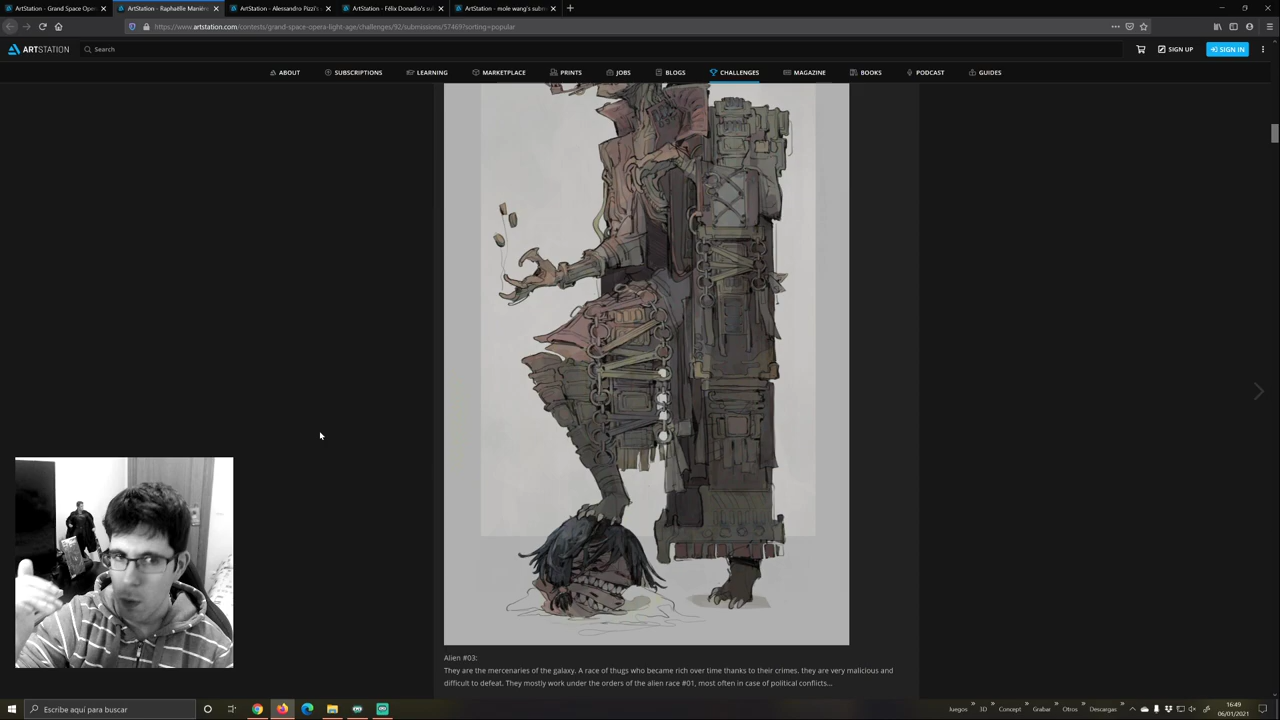 ArtStation - Grand Space Oper
ArtStation - Raphaëlle Marinière
ArtStation - Alessandro Pizzi's
ArtStation - Félix Donadio's su
ArtStation - mole wang's subm
https://www.artstation.com/contests/grand-space-opera-light-age/challenges/92/submissions/57469?sorting=popular
ARTSTATION
Search
SIGN UP
SIGN IN
ABOUT
SUBSCRIPTIONS
LEARNING
MARKETPLACE
PRINTS
JOBS
BLOGS
CHALLENGES
MAGAZINE
BOOKS
PODCAST
GUIDES
Alien #03:
They are the mercenaries of the galaxy. A race of thugs who became rich over time thanks to their crimes. they are very malicious and
difficult to defeat. They mostly work under the orders of the alien race #01, most often in case of political conflicts...
Escribe aquí para buscar
Juegos
3D
Concept
Grabar
Otros
Descargas
16:49
06/01/2021